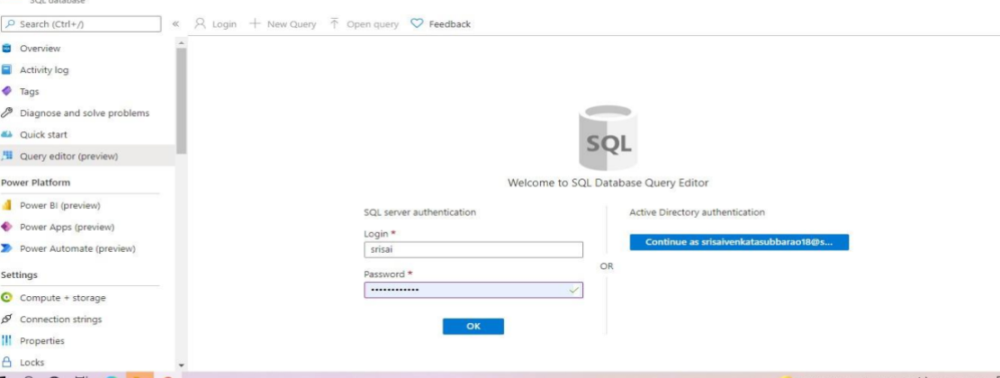 SQL database
Search (Ctrl+/)
«
Login
New Query
Open query
Feedback
Overview
Activity log
Tags
Diagnose and solve problems
Quick start
Query editor (preview)
Power Platform
Power BI (preview)
Power Apps (preview)
Power Automate (preview)
Settings
Compute + storage
Connection strings
Properties
Locks
SQL
Welcome to SQL Database Query Editor
SQL server authentication
Login *
srisai
Password *
••••••••••••
OK
OR
Active Directory authentication
Continue as srisaivenkatasubbarao18@s...